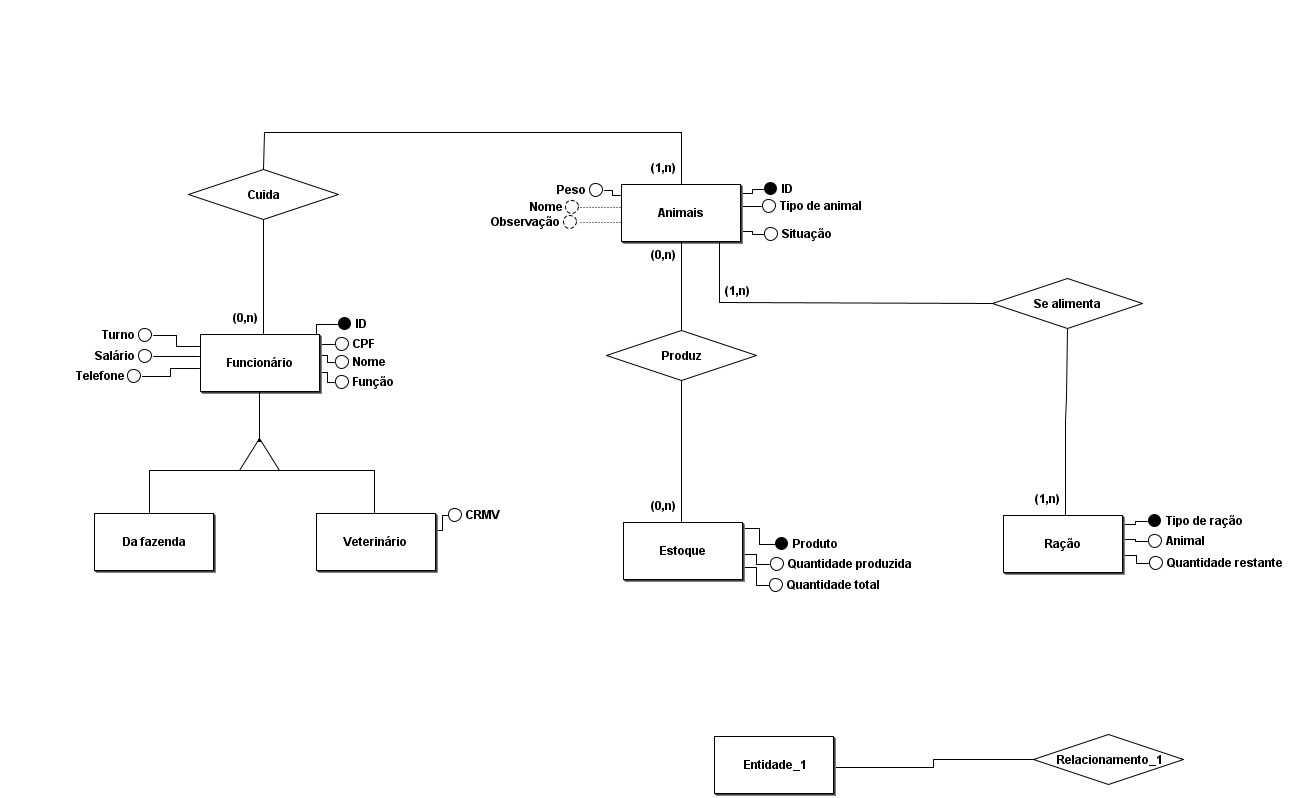 (1,n)
Cuida
Peso
ID
Nome
Tipo de animal
Animais
Observação
Situação
(0,n)
(1,n)
Se alimenta
(0,n)
ID
Turno
CPF
Salário
Funcionário
Nome
Telefone
Função
Produz
(0,n)
(1,n)
CRMV
Da fazenda
Veterinário
Estoque
Produto
Quantidade produzida
Quantidade total
Ração
Tipo de ração
Animal
Quantidade restante
Entidade_1
Relacionamento_1